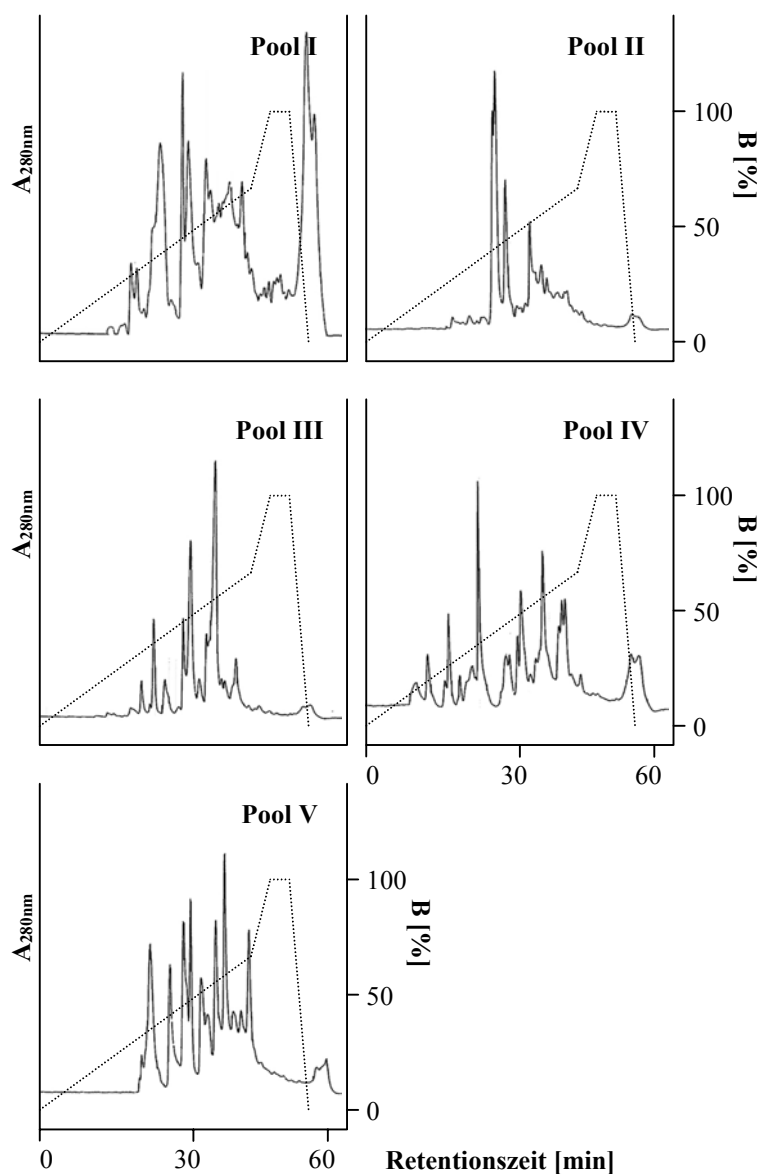 Pool I
Pool II
A280nm
100
50
0
B [%]
Pool III
Pool IV
A280nm
100
50
0
B [%]
0 30 60
Pool V
A280nm
100
50
0
B [%]
0 30 60
Retentionszeit [min]